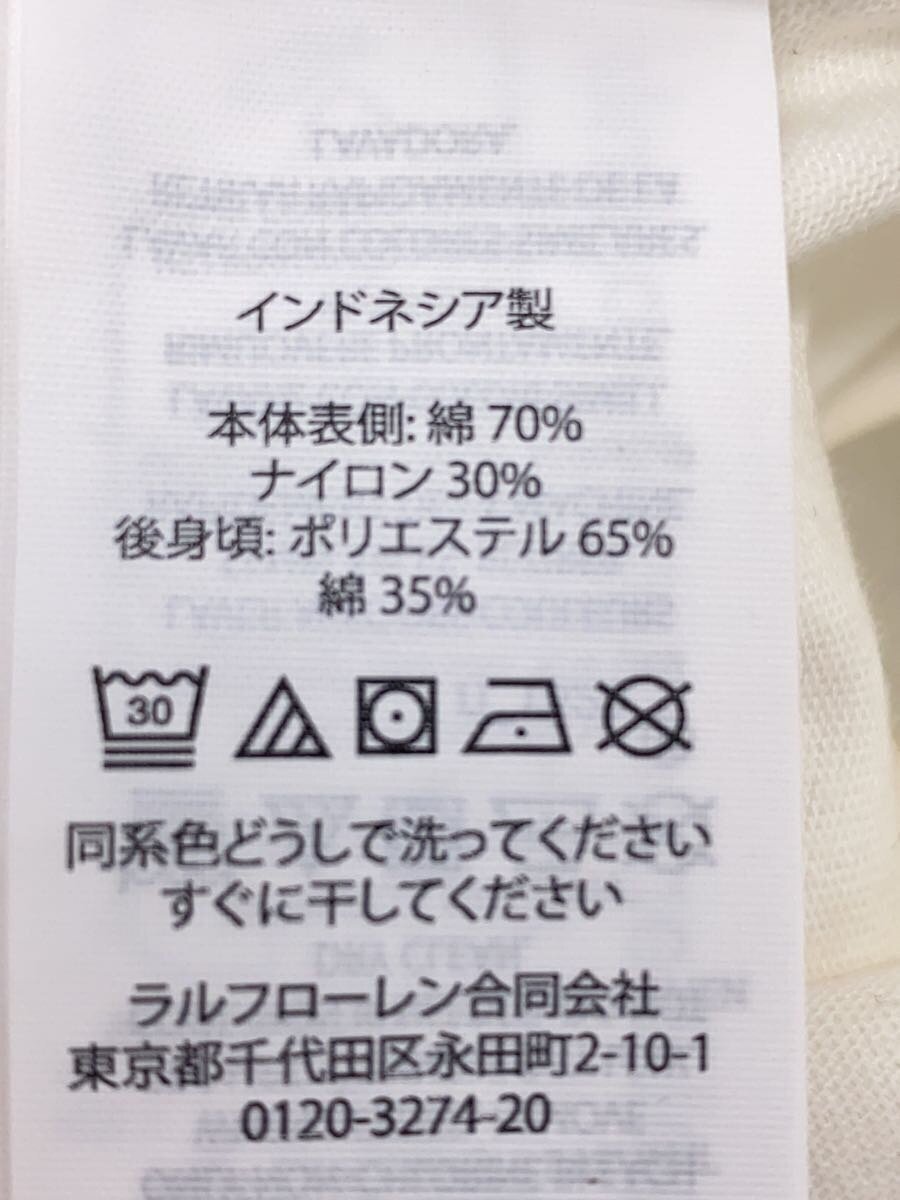 インドネシア製
本体表側: 綿 70%
ナイロン 30%
後身頃: ポリエステル 65%
綿 35%
30
同系色どうしで洗ってください
すぐに干してください
ラルフローレン合同会社
東京都千代田区永田町2-10-1
0120-3274-20